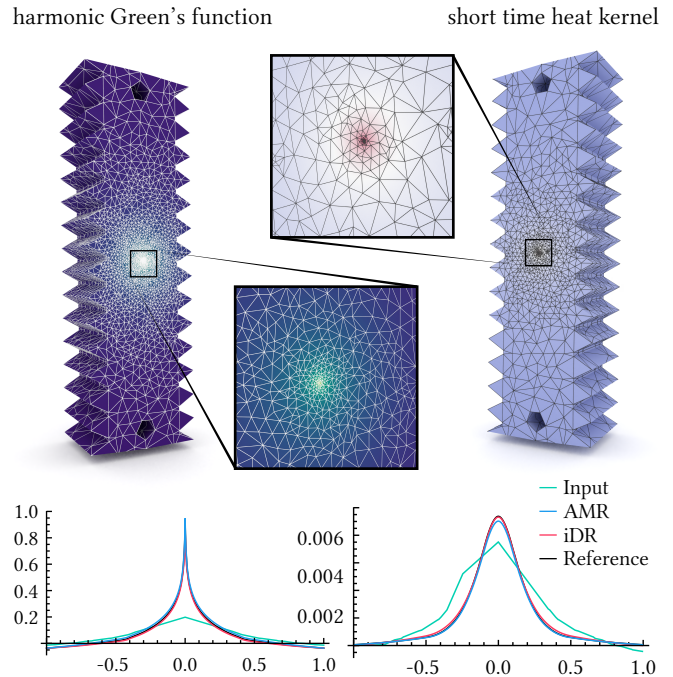 harmonic Green's function
short time heat kernel
Input
AMR
iDR
Reference
1.0
0.8
0.6
0.4
0.2
-0.5
0.0
0.5
1.0
0.006
0.004
0.002
-0.5
0.0
0.5
1.0